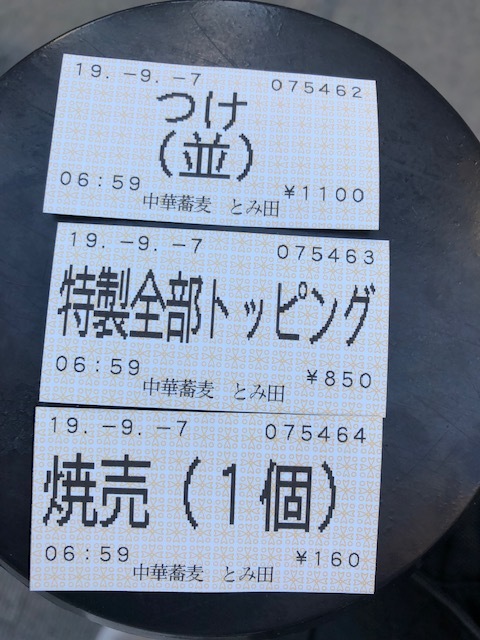 19. -9. -7 075462
つけ
(並)
06:59 ¥1100
中華蕎麦 とみ田
19. -9. -7 075463
特製全部トッピング
06:59 ¥850
中華蕎麦 とみ田
19. -9. -7 075464
焼売(1個)
06:59 ¥160
中華蕎麦 とみ田